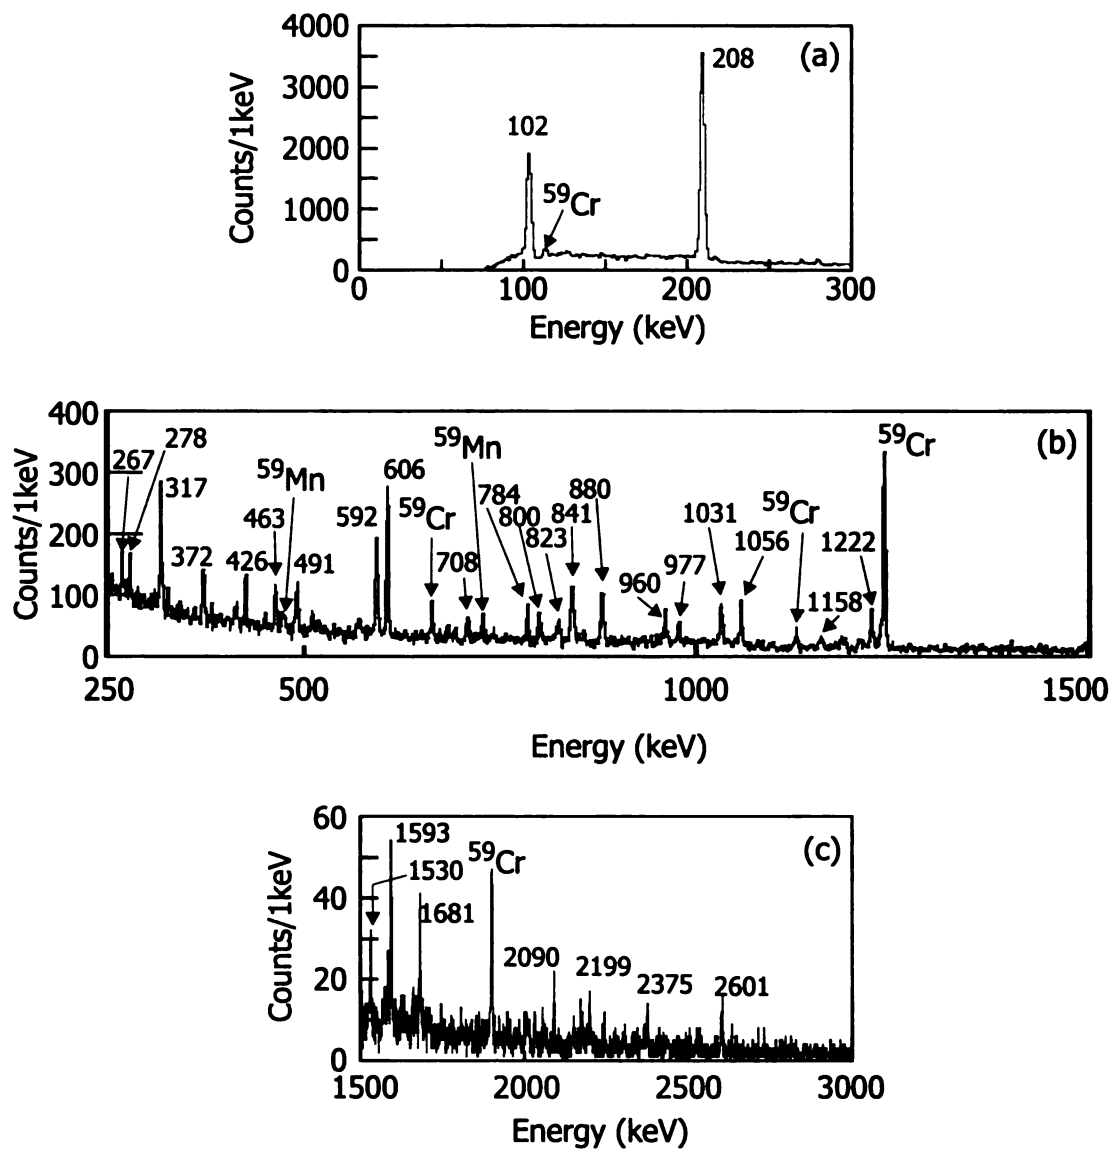 4000
3000
2000
1000
0
Counts/1keV
(a)
208
102
59Cr
0 100 200 300
Energy (keV)
400
300
200
100
0
Counts/1keV
(b)
267
278
317
372
426
463
59Mn
491
592
606
59Cr
708
59Mn
784
800
823
841
880
960
977
1031
1056
59Cr
1158
1222
59Cr
250 500 1000 1500
Energy (keV)
60
40
20
0
Counts/1keV
(c)
1593
1530
1681
59Cr
2090
2199
2375
2601
1500 2000 2500 3000
Energy (keV)